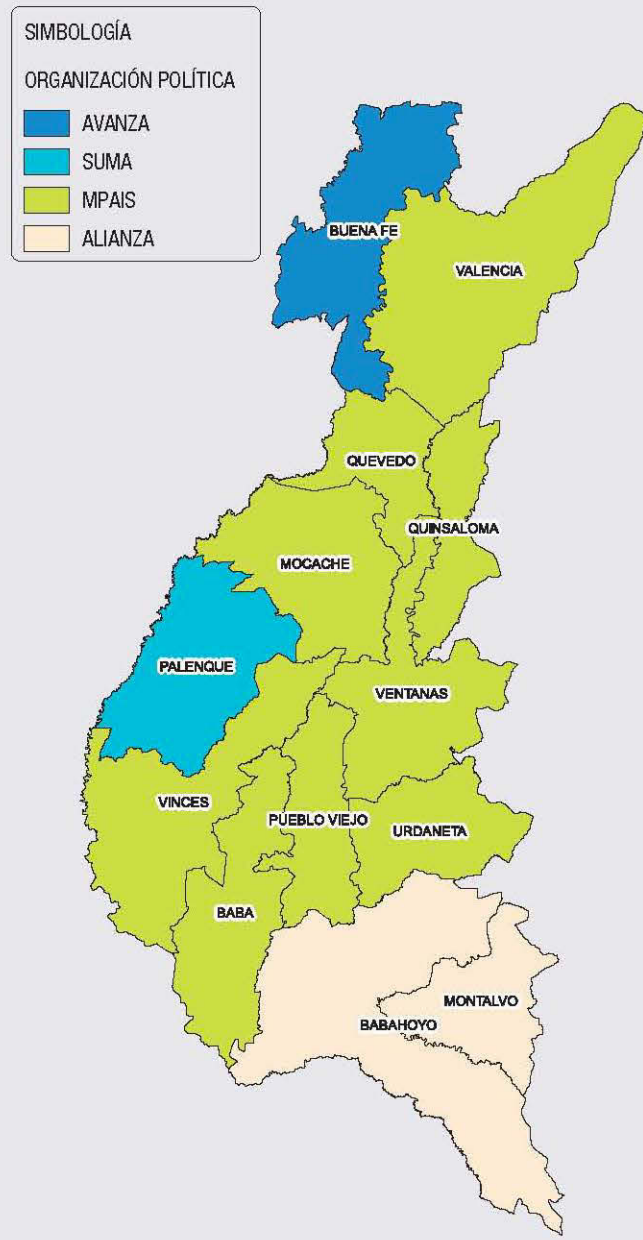 SIMBOLOGÍA
ORGANIZACIÓN POLÍTICA
AVANZA
SUMA
MPAIS
ALIANZA
BUENA FE
VALENCIA
QUEVEDO
QUINSALOMA
MOCACHE
PALENQUE
VENTANAS
VINCES
PUEBLO VIEJO
URDANETA
BABA
MONTALVO
BABAHOYO